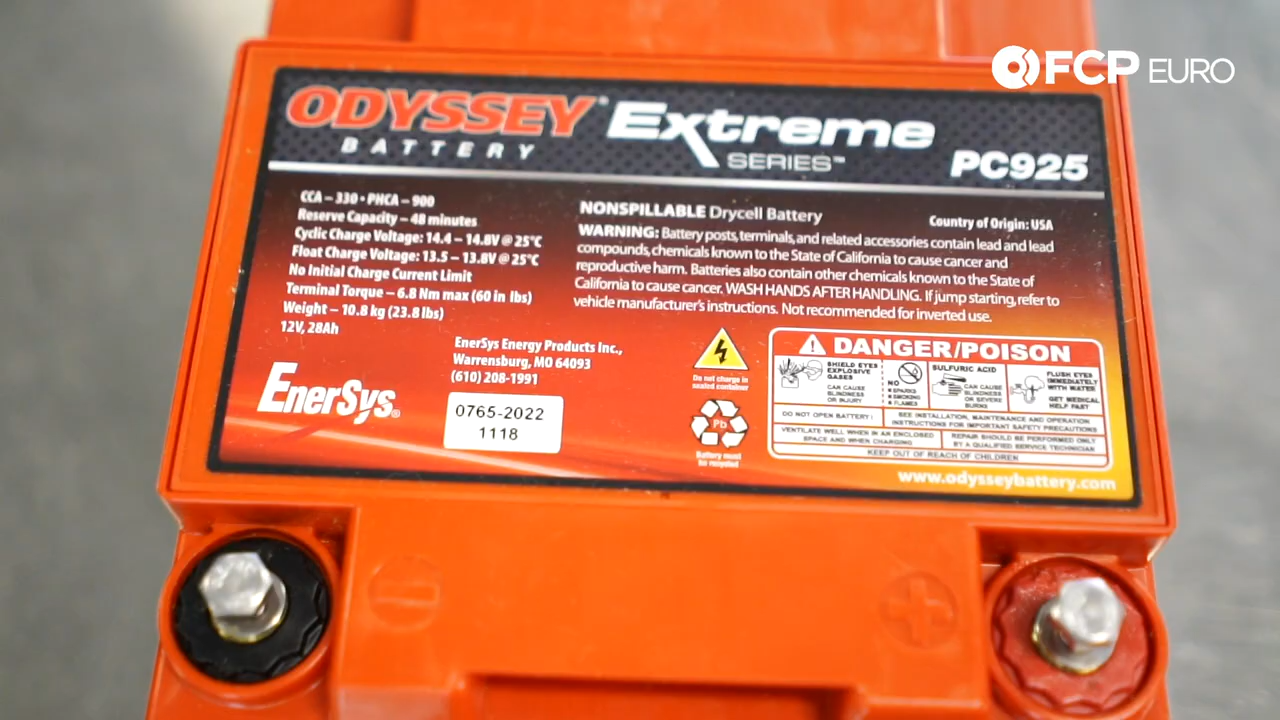 FCP EURO
ODYSSEY® Extreme
BATTERY SERIES™ PC925
CCA – 330 • PHCA – 900
Reserve Capacity – 48 minutes
Cyclic Charge Voltage: 14.4 – 14.8V @ 25°C
Float Charge Voltage: 13.5 – 13.8V @ 25°C
No Initial Charge Current Limit
Terminal Torque – 6.8 Nm max (60 in lbs)
Weight – 10.8 kg (23.8 lbs)
12V, 28Ah
NONSPILLABLE Drycell Battery
Country of Origin: USA
WARNING: Battery posts, terminals, and related accessories contain lead and lead
compounds, chemicals known to the State of California to cause cancer and
reproductive harm. Batteries also contain other chemicals known to the State of
California to cause cancer. WASH HANDS AFTER HANDLING. If jump starting, refer to
vehicle manufacturer's instructions. Not recommended for inverted use.
EnerSys Energy Products Inc.,
Warrensburg, MO 64093
(610) 208-1991
EnerSys®
0765-2022
1118
Do not charge in
sealed container
Pb
Battery must
be recycled
DANGER/POISON
SHIELD EYES
EXPLOSIVE
GASES
CAN CAUSE
BLINDNESS
OR INJURY
NO
• SPARKS
• SMOKING
• FLAMES
SULFURIC ACID
CAN CAUSE
BLINDNESS
OR SEVERE
BURNS
FLUSH EYES
IMMEDIATELY
WITH WATER
GET MEDICAL
HELP FAST
DO NOT OPEN BATTERY!
SEE INSTALLATION, MAINTENANCE AND OPERATION
INSTRUCTIONS FOR IMPORTANT SAFETY PRECAUTIONS
VENTILATE WELL WHEN IN AN ENCLOSED
SPACE AND WHEN CHARGING
REPAIR SHOULD BE PERFORMED ONLY
BY A QUALIFIED SERVICE TECHNICIAN
KEEP OUT OF REACH OF CHILDREN
www.odysseybattery.com